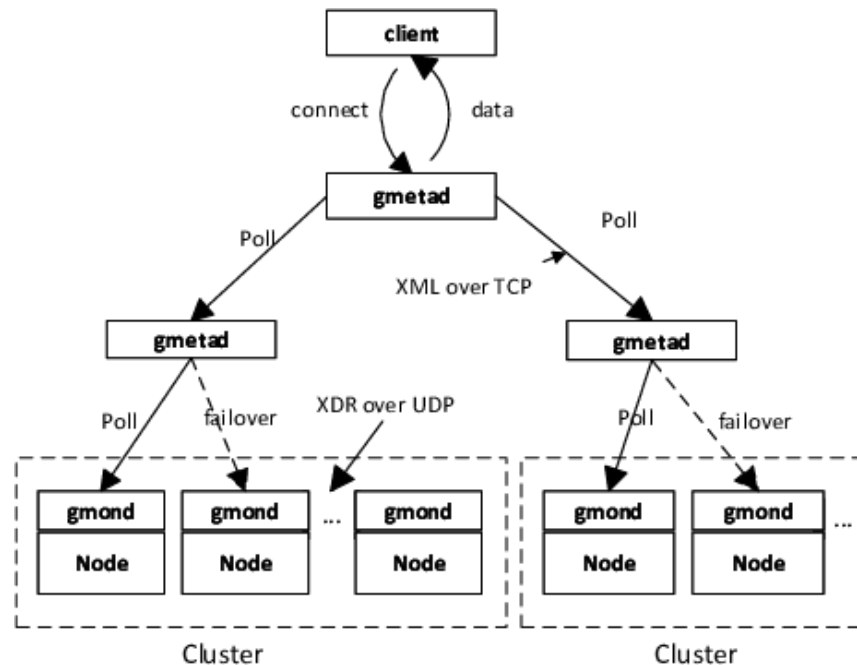 client
connect
data
gmetad
Poll
Poll
XML over TCP
gmetad
gmetad
Poll
failover
XDR over UDP
Poll
failover
gmond
gmond
...
gmond
gmond
gmond
...
Node
Node
Node
Node
Node
Cluster
Cluster